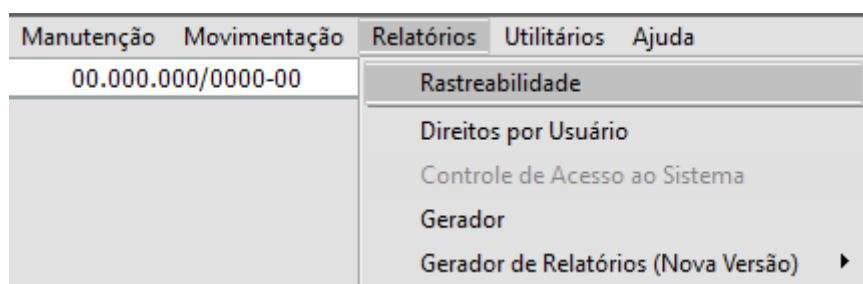 Manutenção Movimentação Relatórios Utilitários Ajuda
00.000.000/0000-00
Rastreabilidade
Direitos por Usuário
Controle de Acesso ao Sistema
Gerador
Gerador de Relatórios (Nova Versão)